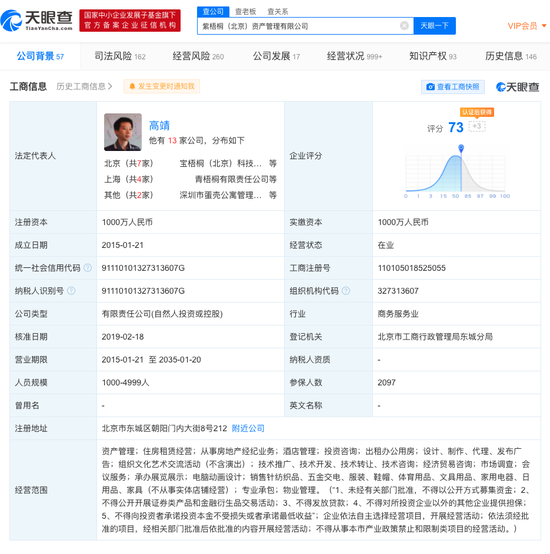 天眼查
TianYanCha.com
国家中小企业发展子基金旗下
官方备案企业征信机构
查公司 查老板 查关系
紫梧桐（北京）资产管理有限公司
天眼一下
VIP会员
公司背景 57 司法风险 162 经营风险 260 公司发展 17 经营状况 999+ 知识产权 93 历史信息 146
工商信息 历史工商信息 发生变更时通知我 查看工商快照 天眼查
法定代表人
高靖
他有 13 家公司，分布如下
北京（共7家） 宝梧桐（北京）科技… 等
上海（共4家） 青梧桐有限责任公司等
其他（共2家） 深圳市蛋壳公寓管理… 等
企业评分
认证后获得
评分 73 +3
0 1 3 15 50 85 97 99 100
注册资本 1000万人民币 实缴资本 1000万人民币
成立日期 2015-01-21 经营状态 在业
统一社会信用代码 91110101327313607G 工商注册号 110105018525055
纳税人识别号 91110101327313607G 组织机构代码 327313607
公司类型 有限责任公司(自然人投资或控股) 行业 商务服务业
核准日期 2019-02-18 登记机关 北京市工商行政管理局东城分局
营业期限 2015-01-21 至 2035-01-20 纳税人资质 -
人员规模 1000-4999人 参保人数 2097
曾用名 - 英文名称 -
注册地址 北京市东城区朝阳门内大街8号212 附近公司
经营范围
资产管理；住房租赁经营；从事房地产经纪业务；酒店管理；投资咨询；出租办公用房；设计、制作、代理、发布广
告；组织文化艺术交流活动（不含演出）；技术推广、技术开发、技术转让、技术咨询；经济贸易咨询；市场调查；会
议服务；承办展览展示；电脑动画设计；销售针纺织品、五金交电、服装、鞋帽、体育用品、文具用品、家用电器、日
用品、家具（不从事实体店铺经营）；专业承包；物业管理。（“1、未经有关部门批准，不得以公开方式募集资金；2、
不得公开开展证券类产品和金融衍生品交易活动；3、不得发放贷款；4、不得对所投资企业以外的其他企业提供担保；
5、不得向投资者承诺投资本金不受损失或者承诺最低收益”；企业依法自主选择经营项目，开展经营活动；依法须经批
准的项目，经相关部门批准后依批准的内容开展经营活动；不得从事本市产业政策禁止和限制类项目的经营活动。）